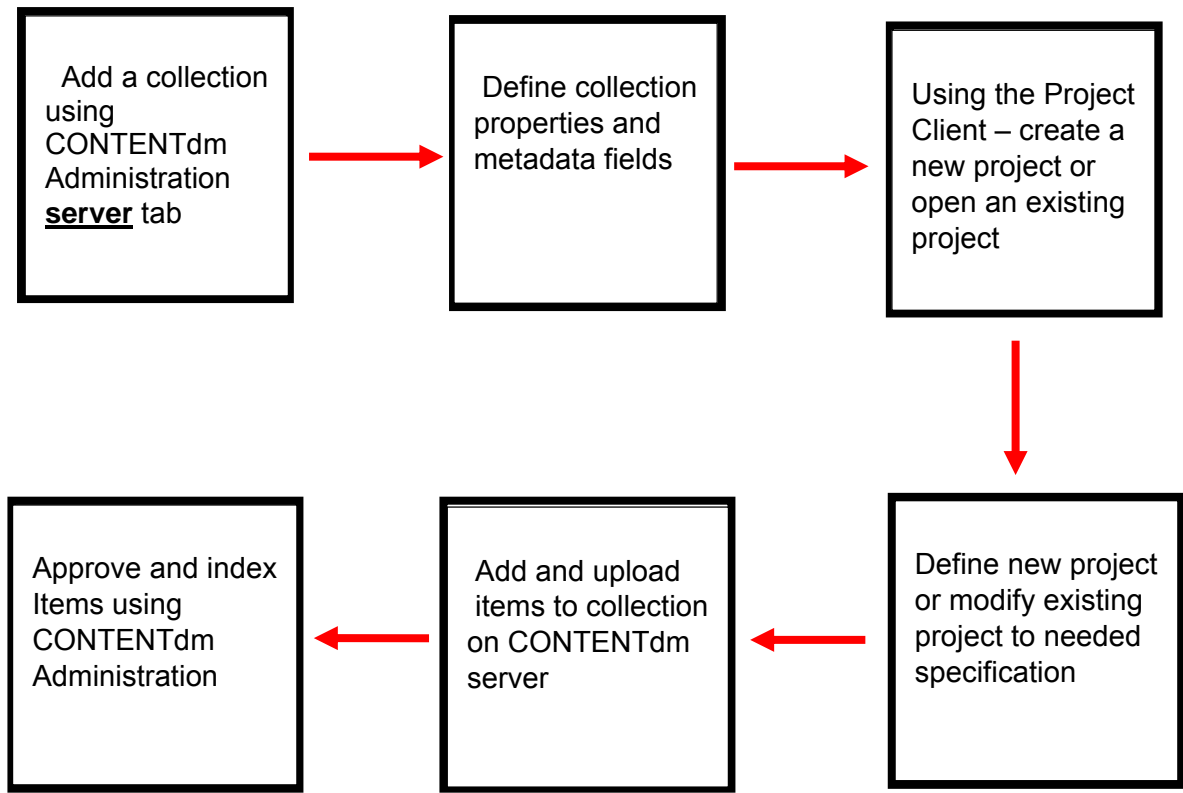 Add a collection
using
CONTENTdm
Administration
server tab
Define collection
properties and
metadata fields
Using the Project
Client – create a
new project or
open an existing
project
Define new project
or modify existing
project to needed
specification
Add and upload
items to collection
on CONTENTdm
server
Approve and index
Items using
CONTENTdm
Administration